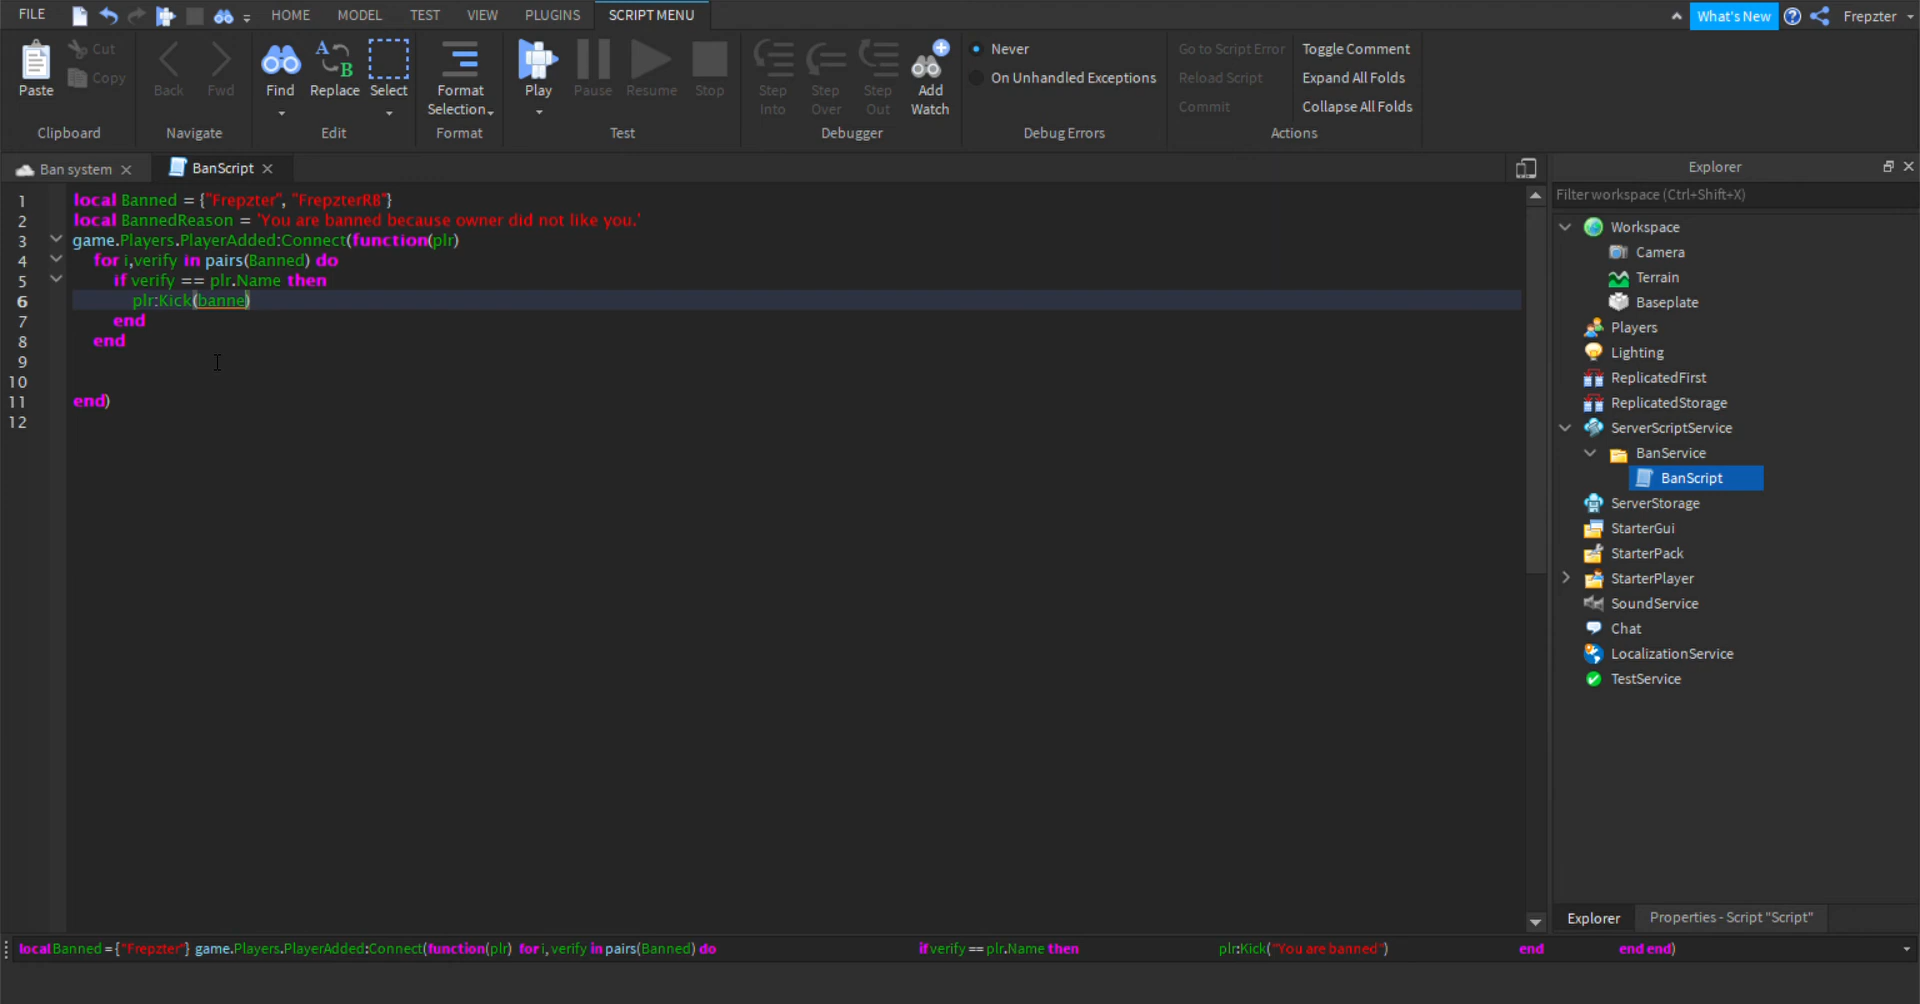 FILE HOME MODEL TEST VIEW PLUGINS SCRIPT MENU What's New Frepzter
Paste Cut Copy Back Fwd Find Replace Select Format Selection Play Pause Resume Stop Step Into Step Over Step Out Add Watch Never On Unhandled Exceptions Go to Script Error Reload Script Commit Toggle Comment Expand All Folds Collapse All Folds
Clipboard Navigate Edit Format Test Debugger Debug Errors Actions
Ban system BanScript
1 local Banned = {"Frepzter", "FrepzterRB"}
2 local BannedReason = 'You are banned because owner did not like you.'
3 game.Players.PlayerAdded:Connect(function(plr)
4 for i,verify in pairs(Banned) do
5 if verify == plr.Name then
6 plr:Kick(banne)
7 end
8 end
9
10
11 end)
12
Explorer
Filter workspace (Ctrl+Shift+X)
Workspace
Camera
Terrain
Baseplate
Players
Lighting
ReplicatedFirst
ReplicatedStorage
ServerScriptService
BanService
BanScript
ServerStorage
StarterGui
StarterPack
StarterPlayer
SoundService
Chat
LocalizationService
TestService
Explorer Properties - Script "Script"
local Banned = {"Frepzter"} game.Players.PlayerAdded:Connect(function(plr) for i, verify in pairs(Banned) do if verify == plr.Name then plr:Kick("You are banned") end end end)